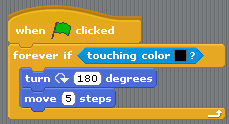 when clicked
forever if touching color ?
turn 180 degrees
move 5 steps